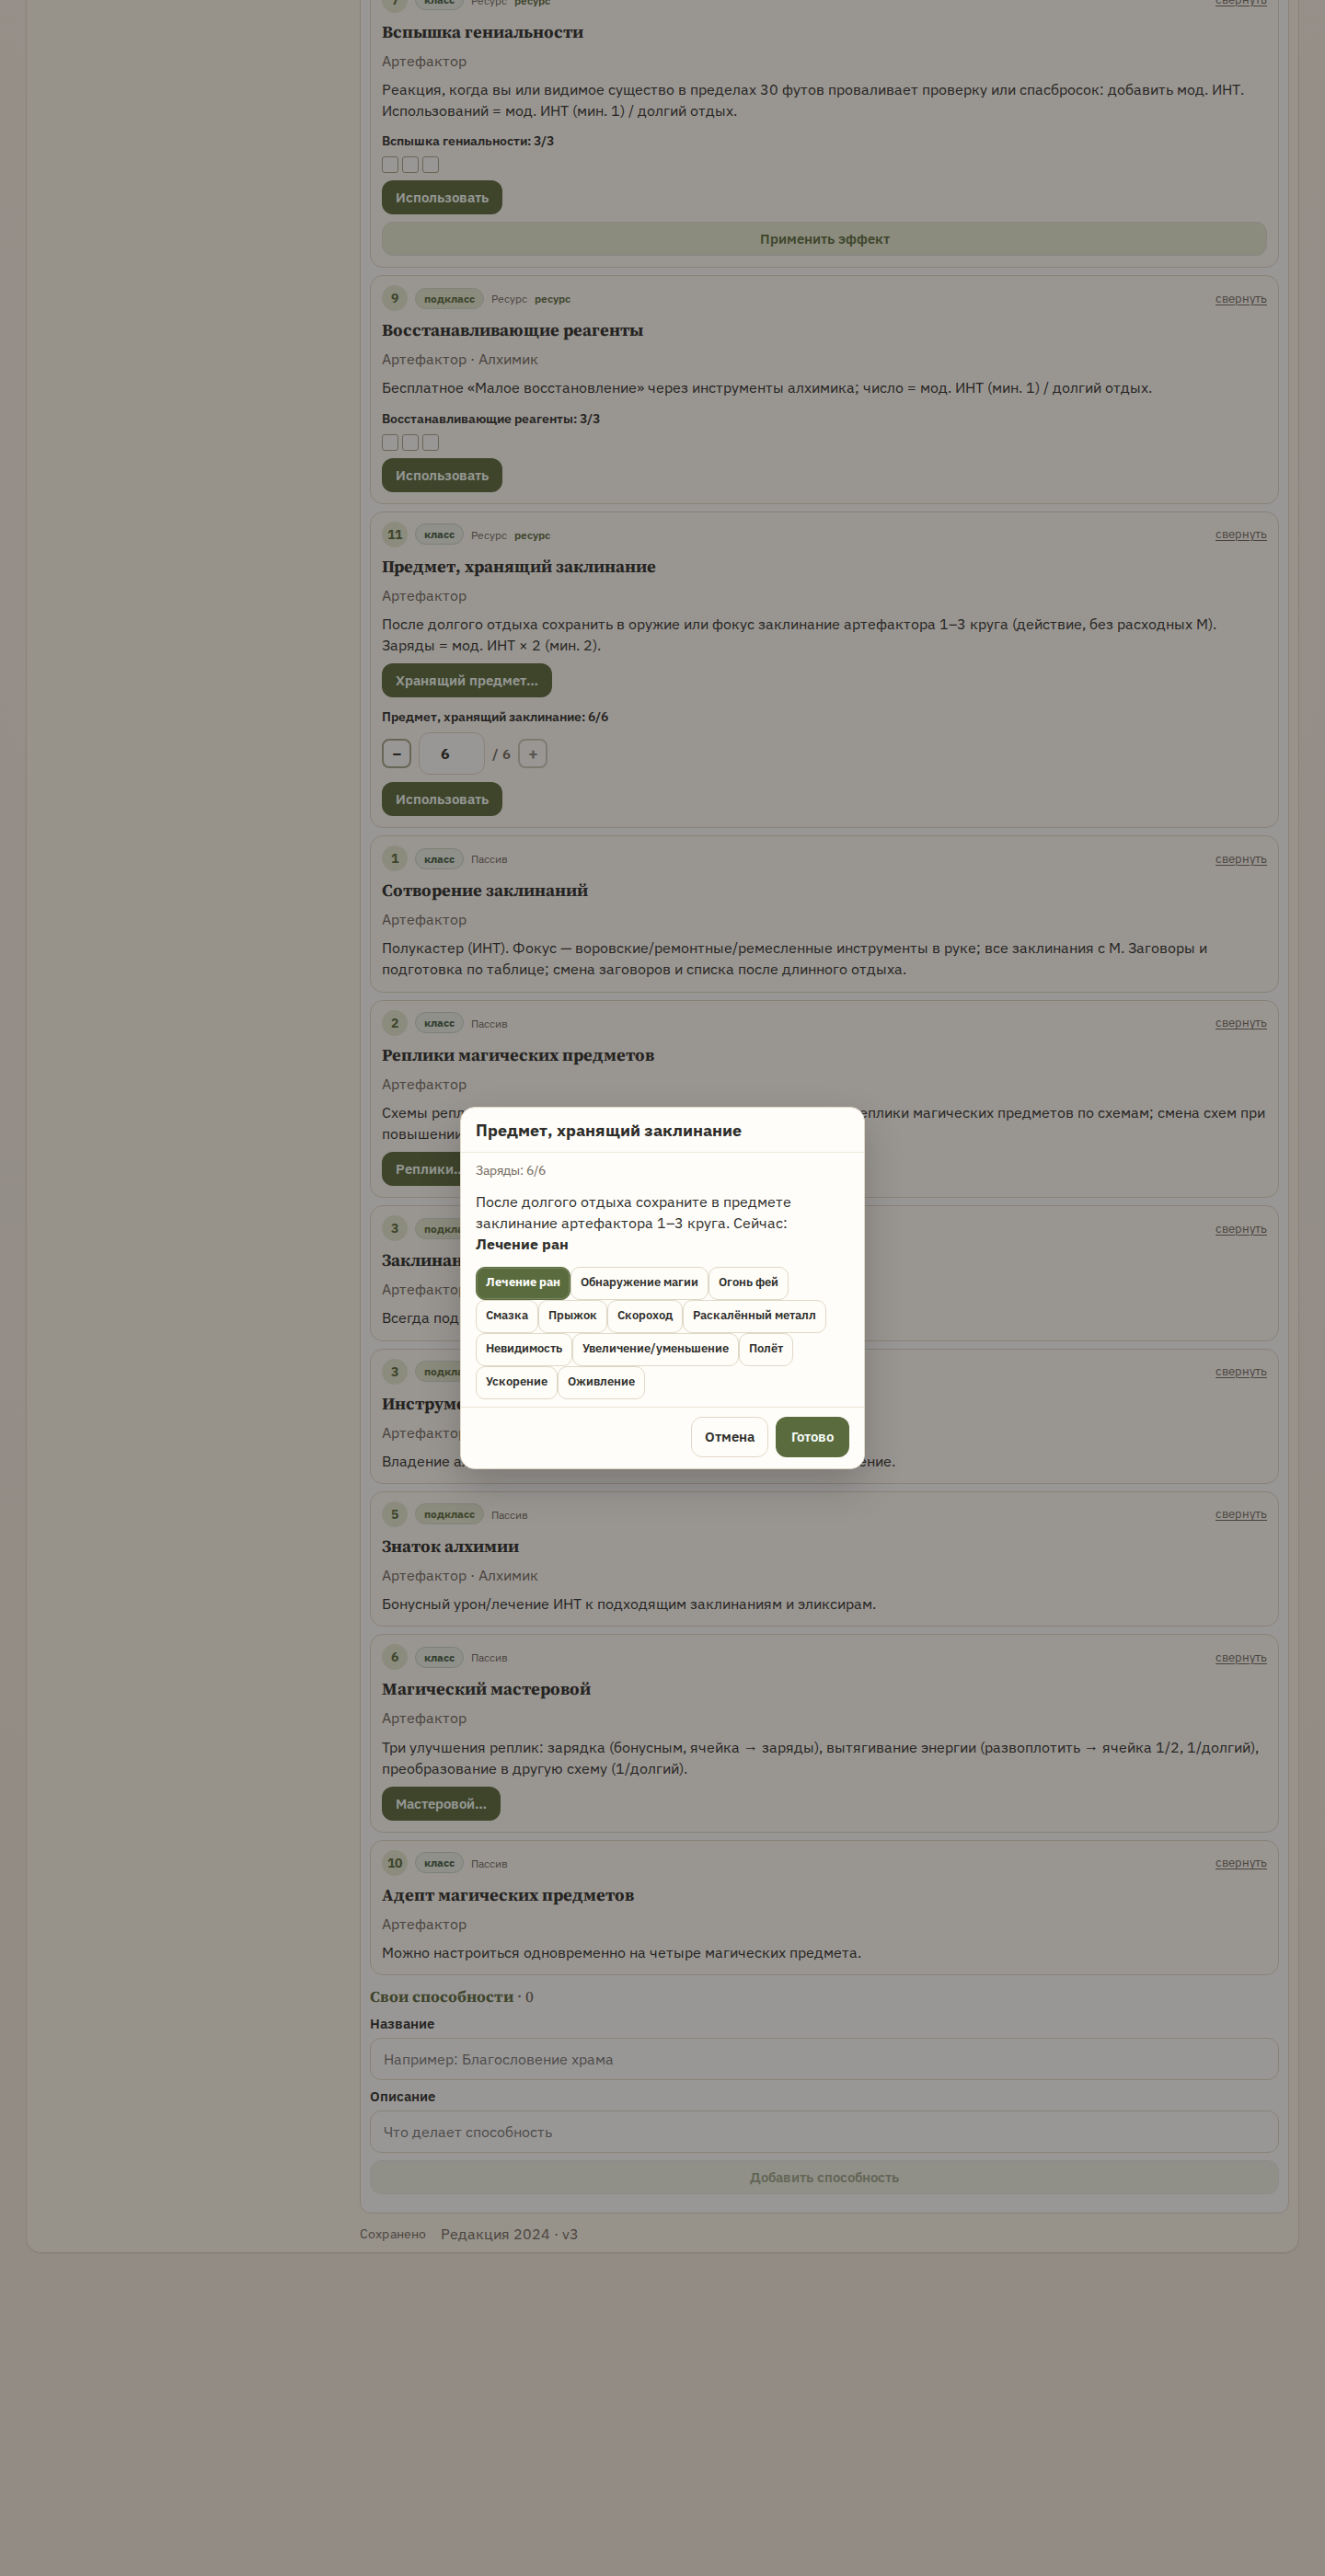 7 класс Ресурс ресурс свернуть
Вспышка гениальности
Артефактор
Реакция, когда вы или видимое существо в пределах 30 футов проваливает проверку или спасбросок: добавить мод. ИНТ.
Использований = мод. ИНТ (мин. 1) / долгий отдых.
Вспышка гениальности: 3/3
Использовать
Применить эффект
9 подкласс Ресурс ресурс свернуть
Восстанавливающие реагенты
Артефактор · Алхимик
Бесплатное «Малое восстановление» через инструменты алхимика; число = мод. ИНТ (мин. 1) / долгий отдых.
Восстанавливающие реагенты: 3/3
Использовать
11 класс Ресурс ресурс свернуть
Предмет, хранящий заклинание
Артефактор
После долгого отдыха сохранить в оружие или фокус заклинание артефактора 1–3 круга (действие, без расходных М).
Заряды = мод. ИНТ × 2 (мин. 2).
Хранящий предмет...
Предмет, хранящий заклинание: 6/6
− 6 / 6 +
Использовать
1 класс Пассив свернуть
Сотворение заклинаний
Артефактор
Полукастер (ИНТ). Фокус — воровские/ремонтные/ремесленные инструменты в руке; все заклинания с М. Заговоры и
подготовка по таблице; смена заговоров и списка после длинного отдыха.
2 класс Пассив свернуть
Реплики магических предметов
Артефактор
Схемы репл еплики магических предметов по схемам; смена схем при
повышении
Реплики..
3 подкла свернуть
Заклинан
Артефактор
Всегда под
3 подкла свернуть
Инструме
Артефактор
Владение а ение.
Предмет, хранящий заклинание
Заряды: 6/6
После долгого отдыха сохраните в предмете
заклинание артефактора 1–3 круга. Сейчас:
Лечение ран
Лечение ран Обнаружение магии Огонь фей
Смазка Прыжок Скороход Раскалённый металл
Невидимость Увеличение/уменьшение Полёт
Ускорение Оживление
Отмена Готово
5 подкласс Пассив свернуть
Знаток алхимии
Артефактор · Алхимик
Бонусный урон/лечение ИНТ к подходящим заклинаниям и эликсирам.
6 класс Пассив свернуть
Магический мастеровой
Артефактор
Три улучшения реплик: зарядка (бонусным, ячейка → заряды), вытягивание энергии (развоплотить → ячейка 1/2, 1/долгий),
преобразование в другую схему (1/долгий).
Мастеровой...
10 класс Пассив свернуть
Адепт магических предметов
Артефактор
Можно настроиться одновременно на четыре магических предмета.
Свои способности · 0
Название
Например: Благословение храма
Описание
Что делает способность
Добавить способность
Сохранено Редакция 2024 · v3